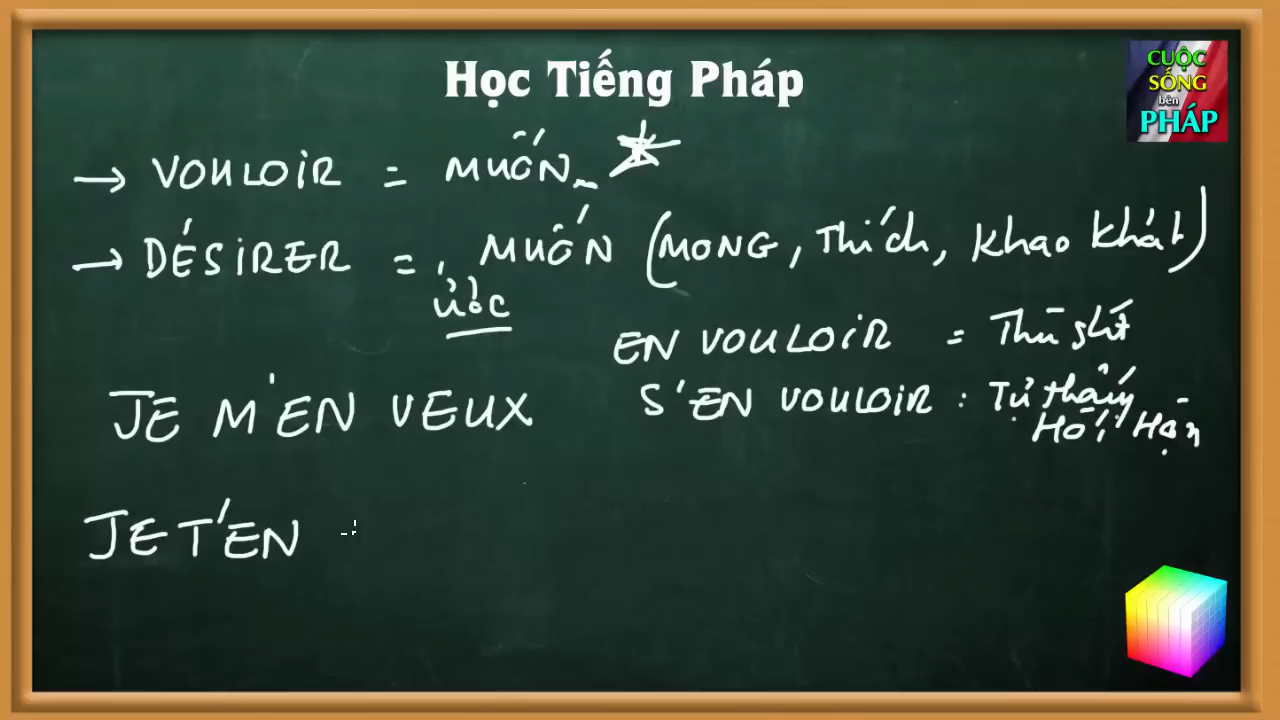 Học Tiếng Pháp
CUỘC
SỐNG
bên
PHÁP
→ VOULOIR = MUỐN
→ DÉSIRER = MUỐN (MONG, Thích, Khao Khát)
ước
EN VOULOIR = Thù ghét
S'EN VOULOIR : Tự thấy
Hối Hận
JE M'EN VEUX
JE T'EN